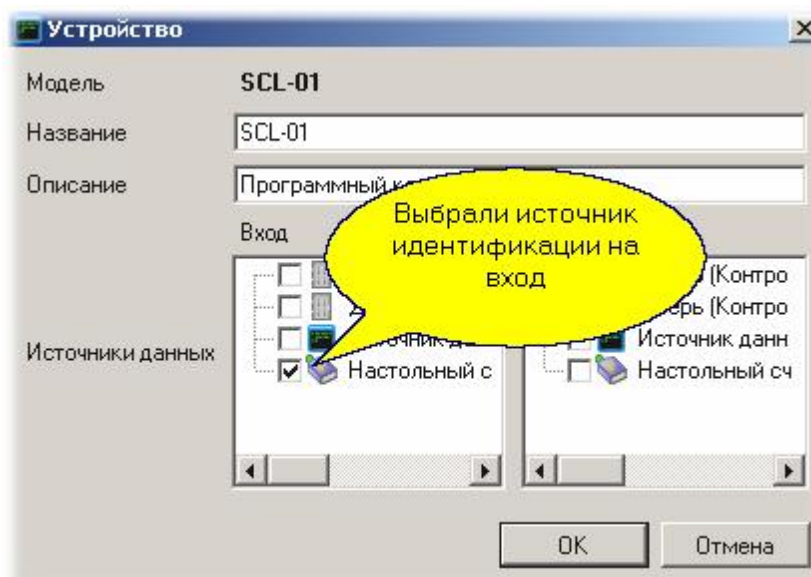 Устройство
Модель SCL-01
Название SCL-01
Описание Программный
Выбрали источник
идентификации на
вход
Вход
(Контро
(Контро
Источник данн
Источники данных
Настольный с
Настольный сч
OK Отмена